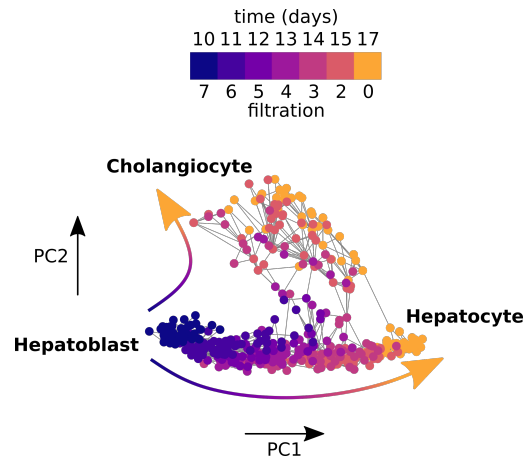 time (days)
10 11 12 13 14 15 17
7 6 5 4 3 2 0
filtration
Cholangiocyte
PC2
Hepatocyte
Hepatoblast
PC1